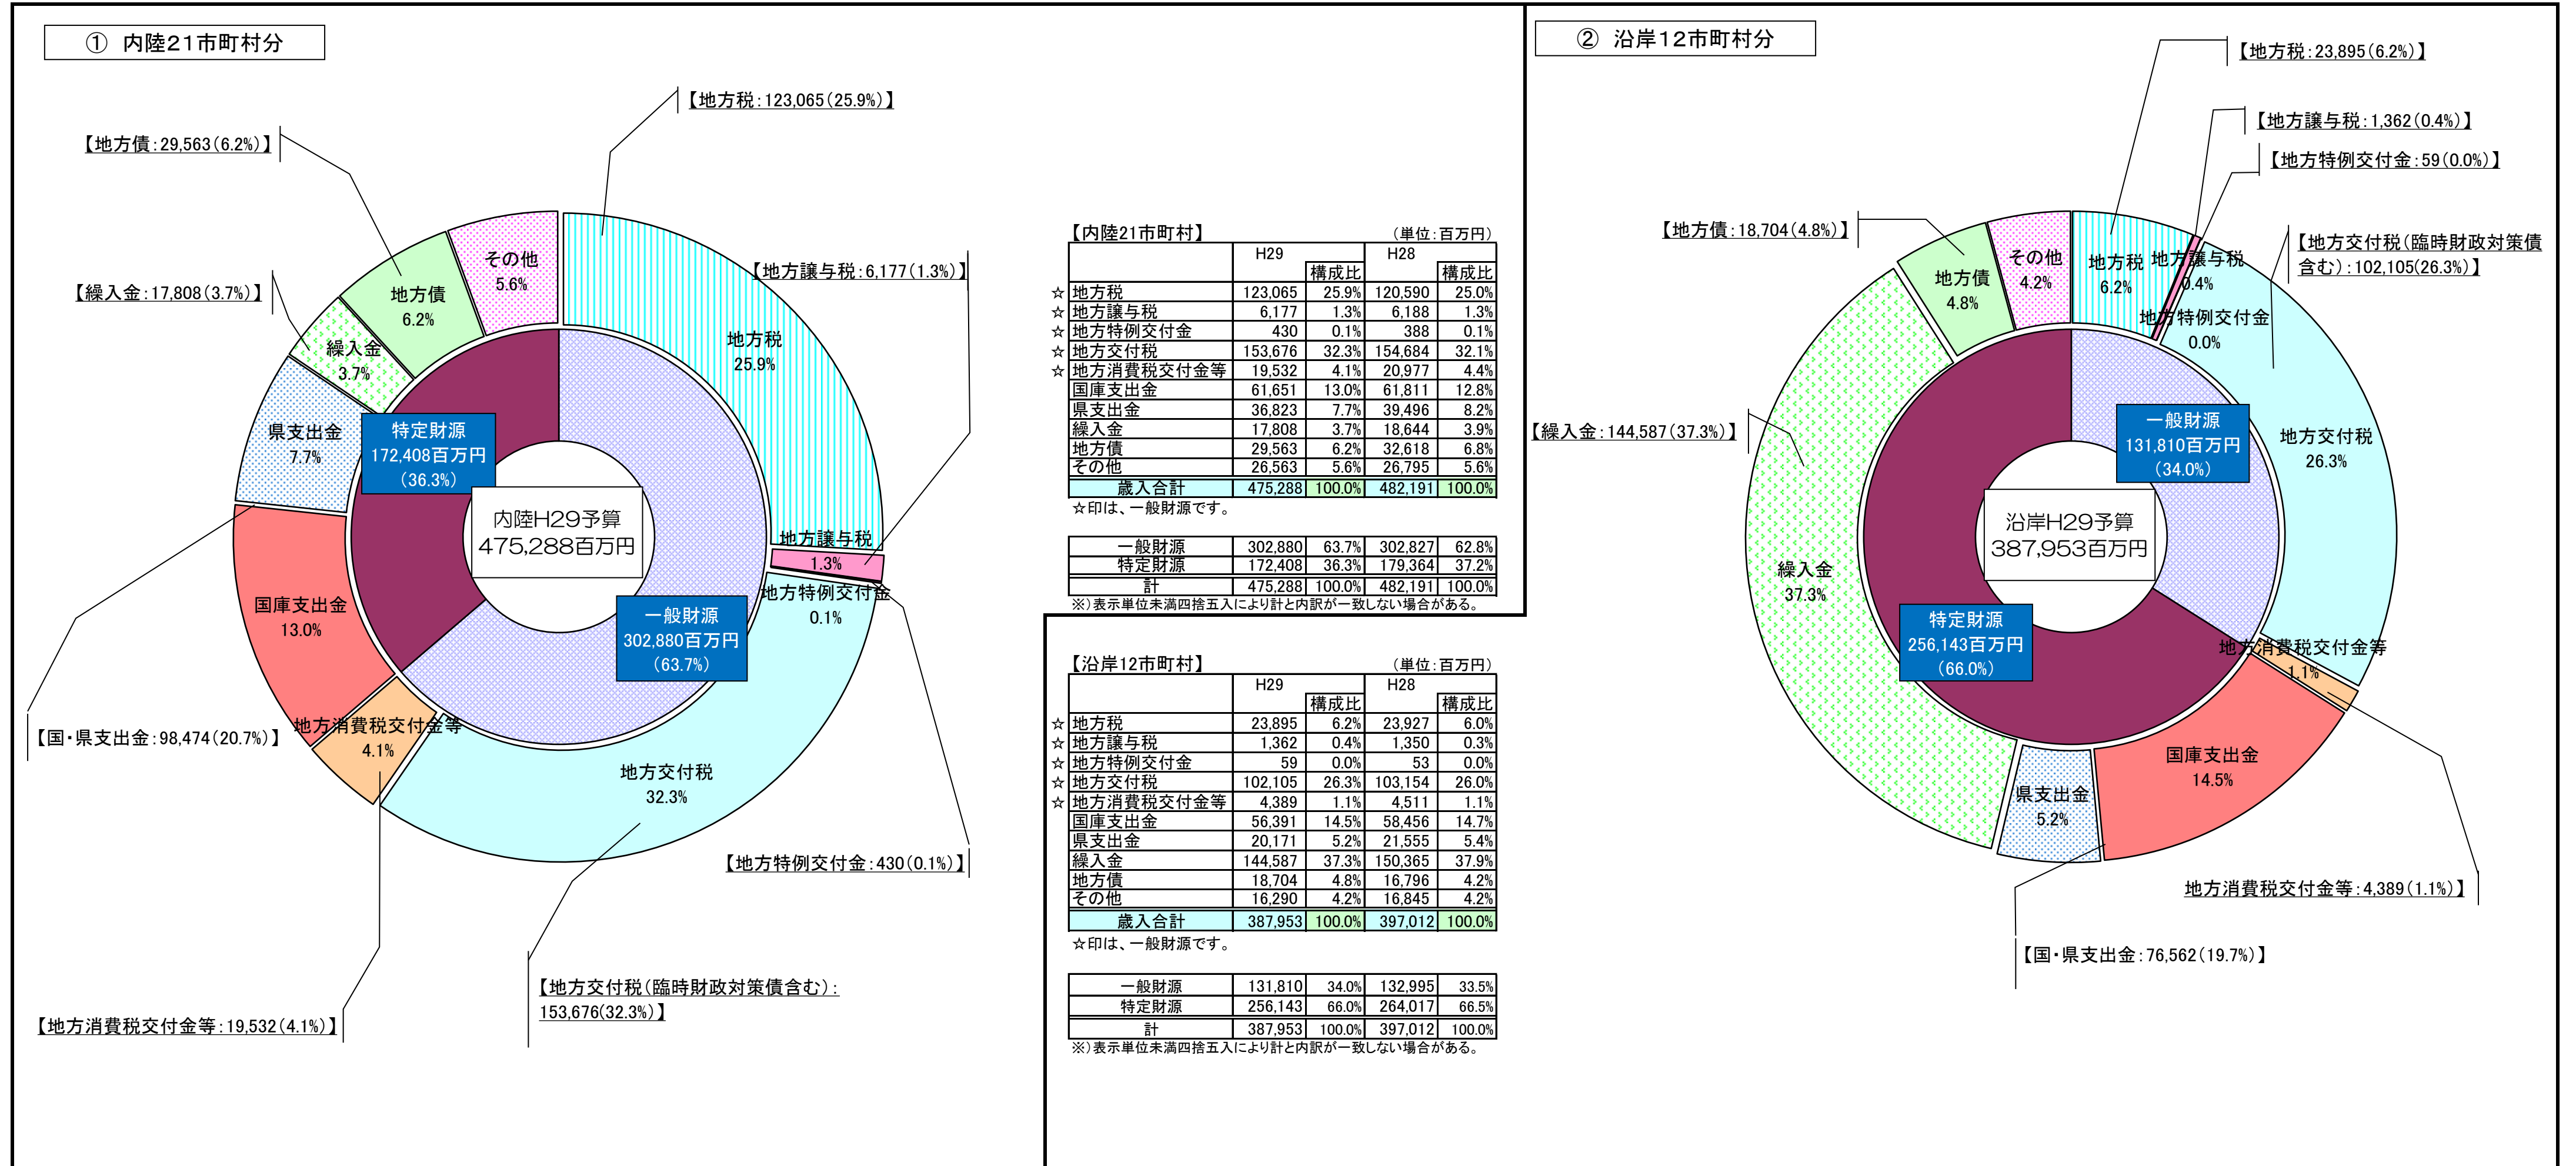 ① 内陸21市町村分
【地方税:123,065(25.9%)】
【地方債:29,563(6.2%)】
【地方譲与税:6,177(1.3%)】
【繰入金:17,808(3.7%)】
その他
5.6%
地方債
6.2%
繰入金
3.7%
地方税
25.9%
県支出金
7.7%
特定財源
172,408百万円
(36.3%)
内陸H29予算
475,288百万円
地方譲与税
1.3%
地方特例交付金
0.1%
国庫支出金
13.0%
一般財源
302,880百万円
(63.7%)
地方消費税交付金等
4.1%
地方交付税
32.3%
【国・県支出金:98,474(20.7%)】
【地方特例交付金:430(0.1%)】
【地方交付税(臨時財政対策債含む):
153,676(32.3%)】
【地方消費税交付金等:19,532(4.1%)】
【内陸21市町村】 (単位:百万円)
H29 H28
構成比 構成比
☆ 地方税 123,065 25.9% 120,590 25.0%
☆ 地方譲与税 6,177 1.3% 6,188 1.3%
☆ 地方特例交付金 430 0.1% 388 0.1%
☆ 地方交付税 153,676 32.3% 154,684 32.1%
☆ 地方消費税交付金等 19,532 4.1% 20,977 4.4%
国庫支出金 61,651 13.0% 61,811 12.8%
県支出金 36,823 7.7% 39,496 8.2%
繰入金 17,808 3.7% 18,644 3.9%
地方債 29,563 6.2% 32,618 6.8%
その他 26,563 5.6% 26,795 5.6%
歳入合計 475,288 100.0% 482,191 100.0%
☆印は、一般財源です。
一般財源 302,880 63.7% 302,827 62.8%
特定財源 172,408 36.3% 179,364 37.2%
計 475,288 100.0% 482,191 100.0%
※)表示単位未満四捨五入により計と内訳が一致しない場合がある。
【沿岸12市町村】 (単位:百万円)
H29 H28
構成比 構成比
☆ 地方税 23,895 6.2% 23,927 6.0%
☆ 地方譲与税 1,362 0.4% 1,350 0.3%
☆ 地方特例交付金 59 0.0% 53 0.0%
☆ 地方交付税 102,105 26.3% 103,154 26.0%
☆ 地方消費税交付金等 4,389 1.1% 4,511 1.1%
国庫支出金 56,391 14.5% 58,456 14.7%
県支出金 20,171 5.2% 21,555 5.4%
繰入金 144,587 37.3% 150,365 37.9%
地方債 18,704 4.8% 16,796 4.2%
その他 16,290 4.2% 16,845 4.2%
歳入合計 387,953 100.0% 397,012 100.0%
☆印は、一般財源です。
一般財源 131,810 34.0% 132,995 33.5%
特定財源 256,143 66.0% 264,017 66.5%
計 387,953 100.0% 397,012 100.0%
※)表示単位未満四捨五入により計と内訳が一致しない場合がある。
② 沿岸12市町村分
【地方税:23,895(6.2%)】
【地方譲与税:1,362(0.4%)】
【地方特例交付金:59(0.0%)】
【地方債:18,704(4.8%)】
【地方交付税(臨時財政対策債
含む):102,105(26.3%)】
その他
4.2%
地方税
6.2%
地方譲与税
0.4%
地方債
4.8%
地方特例交付金
0.0%
【繰入金:144,587(37.3%)】
一般財源
131,810百万円
(34.0%)
地方交付税
26.3%
沿岸H29予算
387,953百万円
繰入金
37.3%
特定財源
256,143百万円
(66.0%)
地方消費税交付金等
1.1%
国庫支出金
14.5%
県支出金
5.2%
地方消費税交付金等:4,389(1.1%)】
【国・県支出金:76,562(19.7%)】